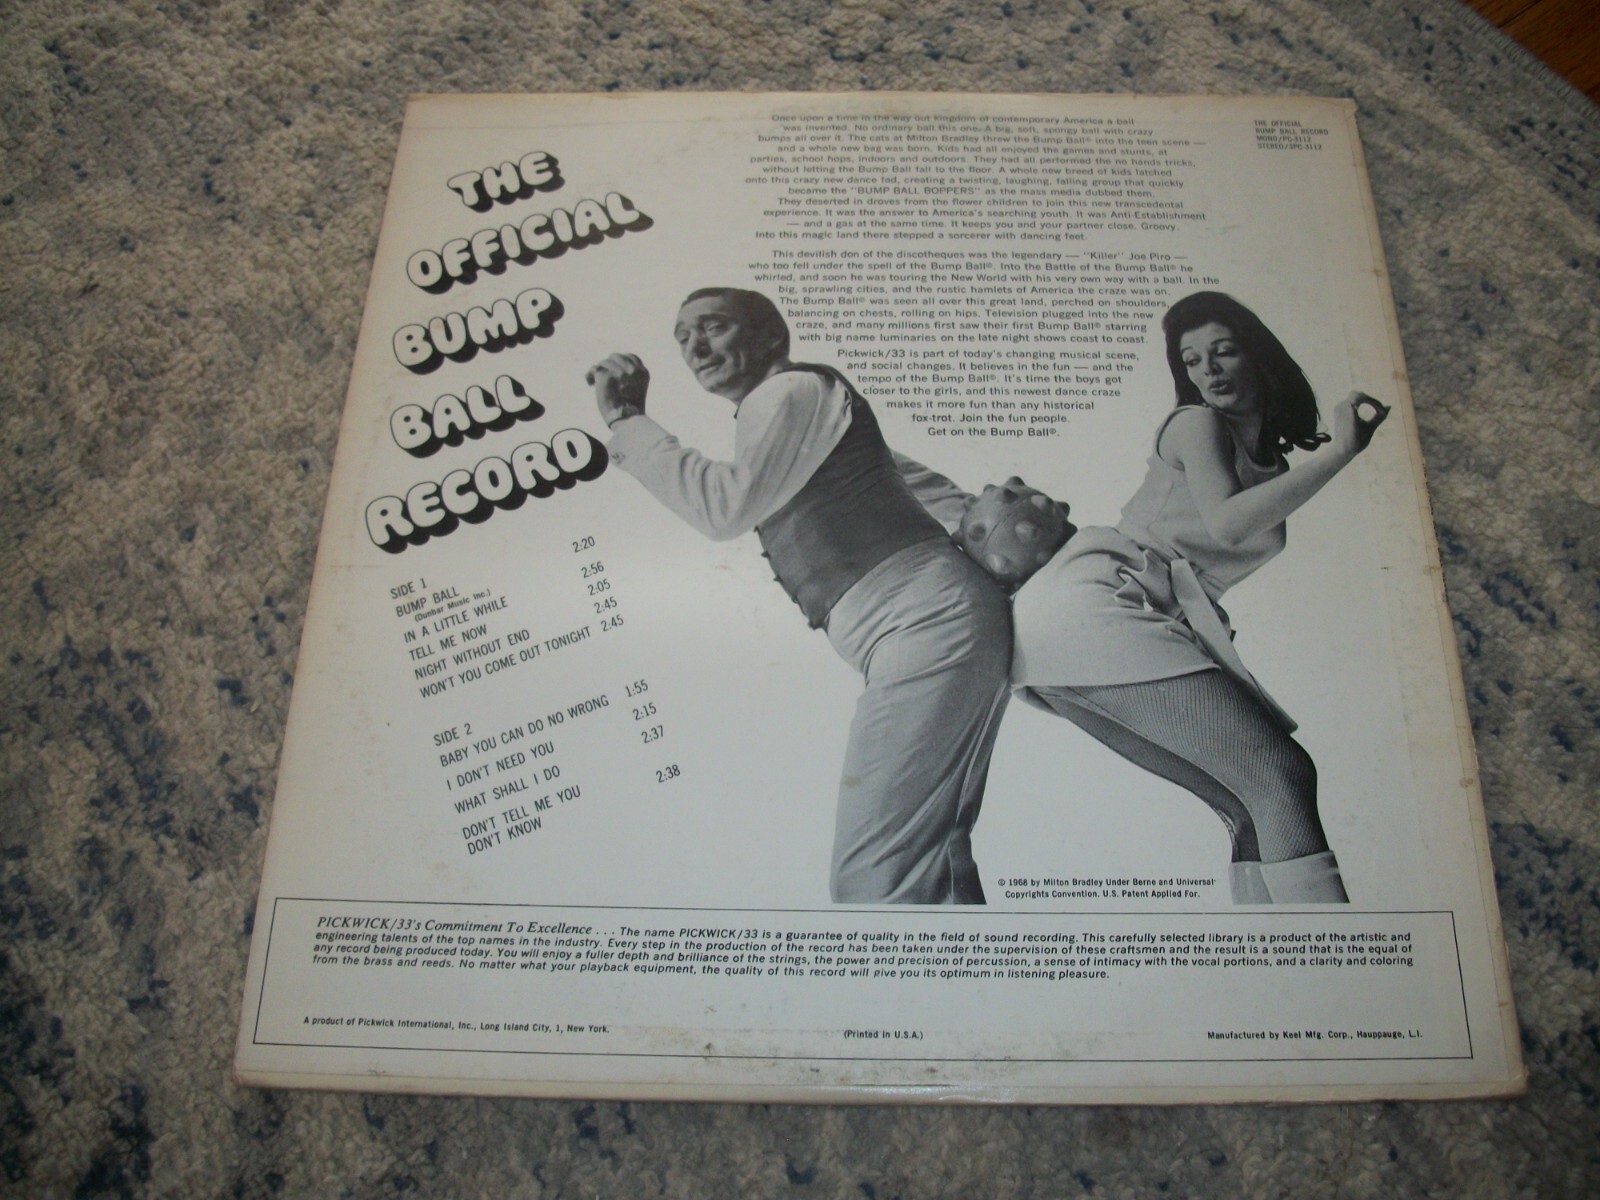 THE
OFFICIAL
BUMP
BALL
RECORD
Once upon a time in the way out kingdom of contemporary America a ball
was invented. No ordinary ball this one. A big, soft, spongy ball with crazy
bumps all over it. The cats at Milton Bradley threw the Bump Ball® into the teen scene —
and a whole new bag was born. Kids had all enjoyed the games and stunts, at
parties, school hops, indoors and outdoors. They had all performed the no hands tricks,
without letting the Bump Ball fall to the floor. A whole new breed of kids latched
onto this crazy new dance fad, creating a twisting, laughing, falling group that quickly
became the "BUMP BALL BOPPERS" as the mass media dubbed them.
They deserted in droves from the flower children to join this new transcedental
experience. It was the answer to America's searching youth. It was Anti-Establishment
— and a gas at the same time. It keeps you and your partner close. Groovy.
Into this magic land there stepped a sorcerer with dancing feet.
This devilish don of the discotheques was the legendary — "Killer" Joe Piro —
who too fell under the spell of the Bump Ball®. Into the Battle of the Bump Ball® he
whirled, and soon he was touring the New World with his very own way with a ball. In the
big, sprawling cities, and the rustic hamlets of America the craze was on.
The Bump Ball® was seen all over this great land, perched on shoulders,
balancing on chests, rolling on hips. Television plugged into the new
craze, and many millions first saw their first Bump Ball® starring
with big name luminaries on the late night shows coast to coast.
Pickwick/33 is part of today's changing musical scene,
and social changes. It believes in the fun — and the
tempo of the Bump Ball®. It's time the boys got
closer to the girls, and this newest dance craze
makes it more fun than any historical
fox-trot. Join the fun people.
Get on the Bump Ball®.
THE OFFICIAL
BUMP BALL RECORD
MONO/PC-3112
STEREO/SPC-3112
SIDE 1
BUMP BALL 2:20
(Dunbar Music Inc.)
IN A LITTLE WHILE 2:56
TELL ME NOW 2:05
NIGHT WITHOUT END 2:45
WON'T YOU COME OUT TONIGHT 2:45
SIDE 2
BABY YOU CAN DO NO WRONG 1:55
I DON'T NEED YOU 2:15
WHAT SHALL I DO 2:37
DON'T TELL ME YOU 2:38
DON'T KNOW
© 1968 by Milton Bradley Under Berne and Universal
Copyrights Convention. U.S. Patent Applied For.
PICKWICK/33's Commitment To Excellence . . . The name PICKWICK/33 is a guarantee of quality in the field of sound recording. This carefully selected library is a product of the artistic and
engineering talents of the top names in the industry. Every step in the production of the record has been taken under the supervision of these craftsmen and the result is a sound that is the equal of
any record being produced today. You will enjoy a fuller depth and brilliance of the strings, the power and precision of percussion, a sense of intimacy with the vocal portions, and a clarity and coloring
from the brass and reeds. No matter what your playback equipment, the quality of this record will give you its optimum in listening pleasure.
A product of Pickwick International, Inc., Long Island City, 1, New York.
(Printed in U.S.A.)
Manufactured by Keel Mfg. Corp., Hauppauge, L.I.